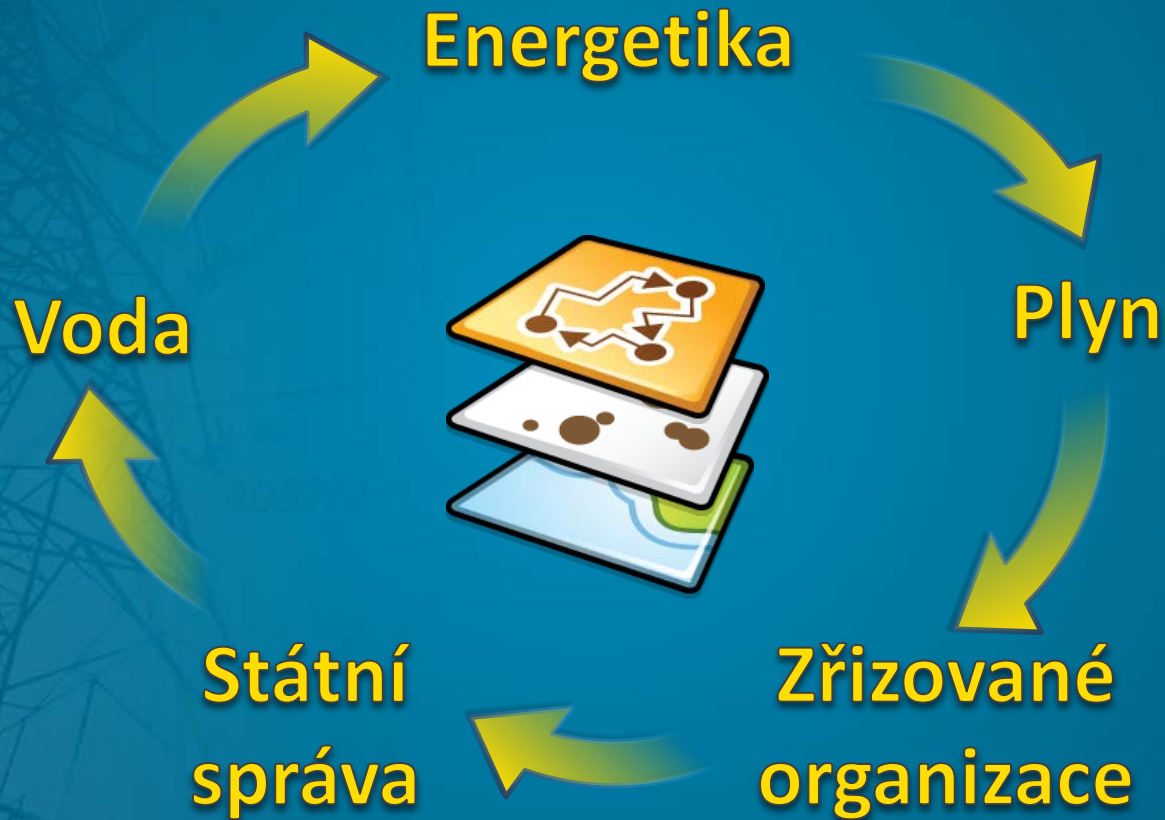 Energetika
Voda
Plyn
Státní
správa
Zřizované
organizace